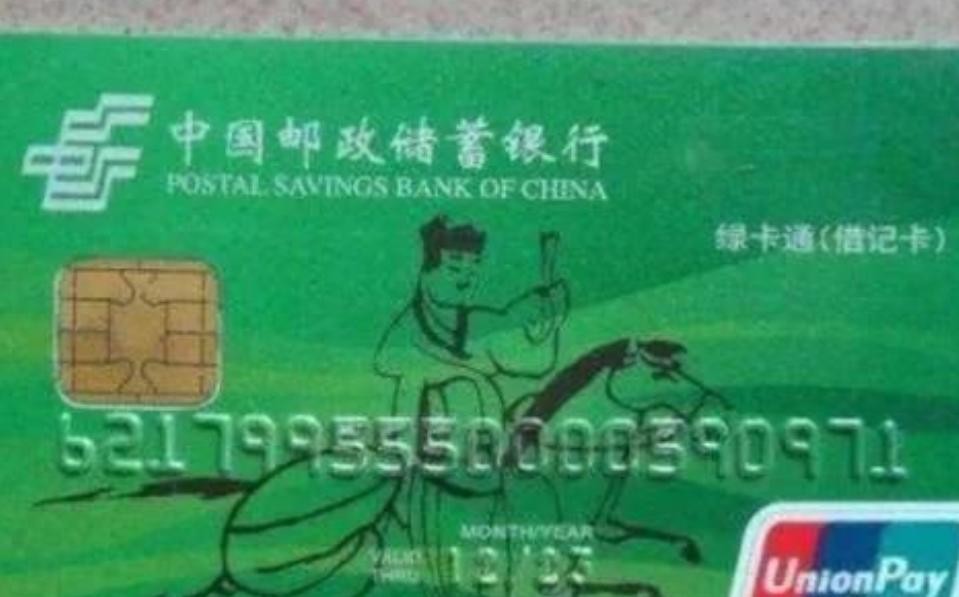 中国邮政储蓄银行
POSTAL SAVINGS BANK OF CHINA
绿卡通(借记卡)
6217995550000390971
MONTH/YEAR
VALID
THRU
UnionPay